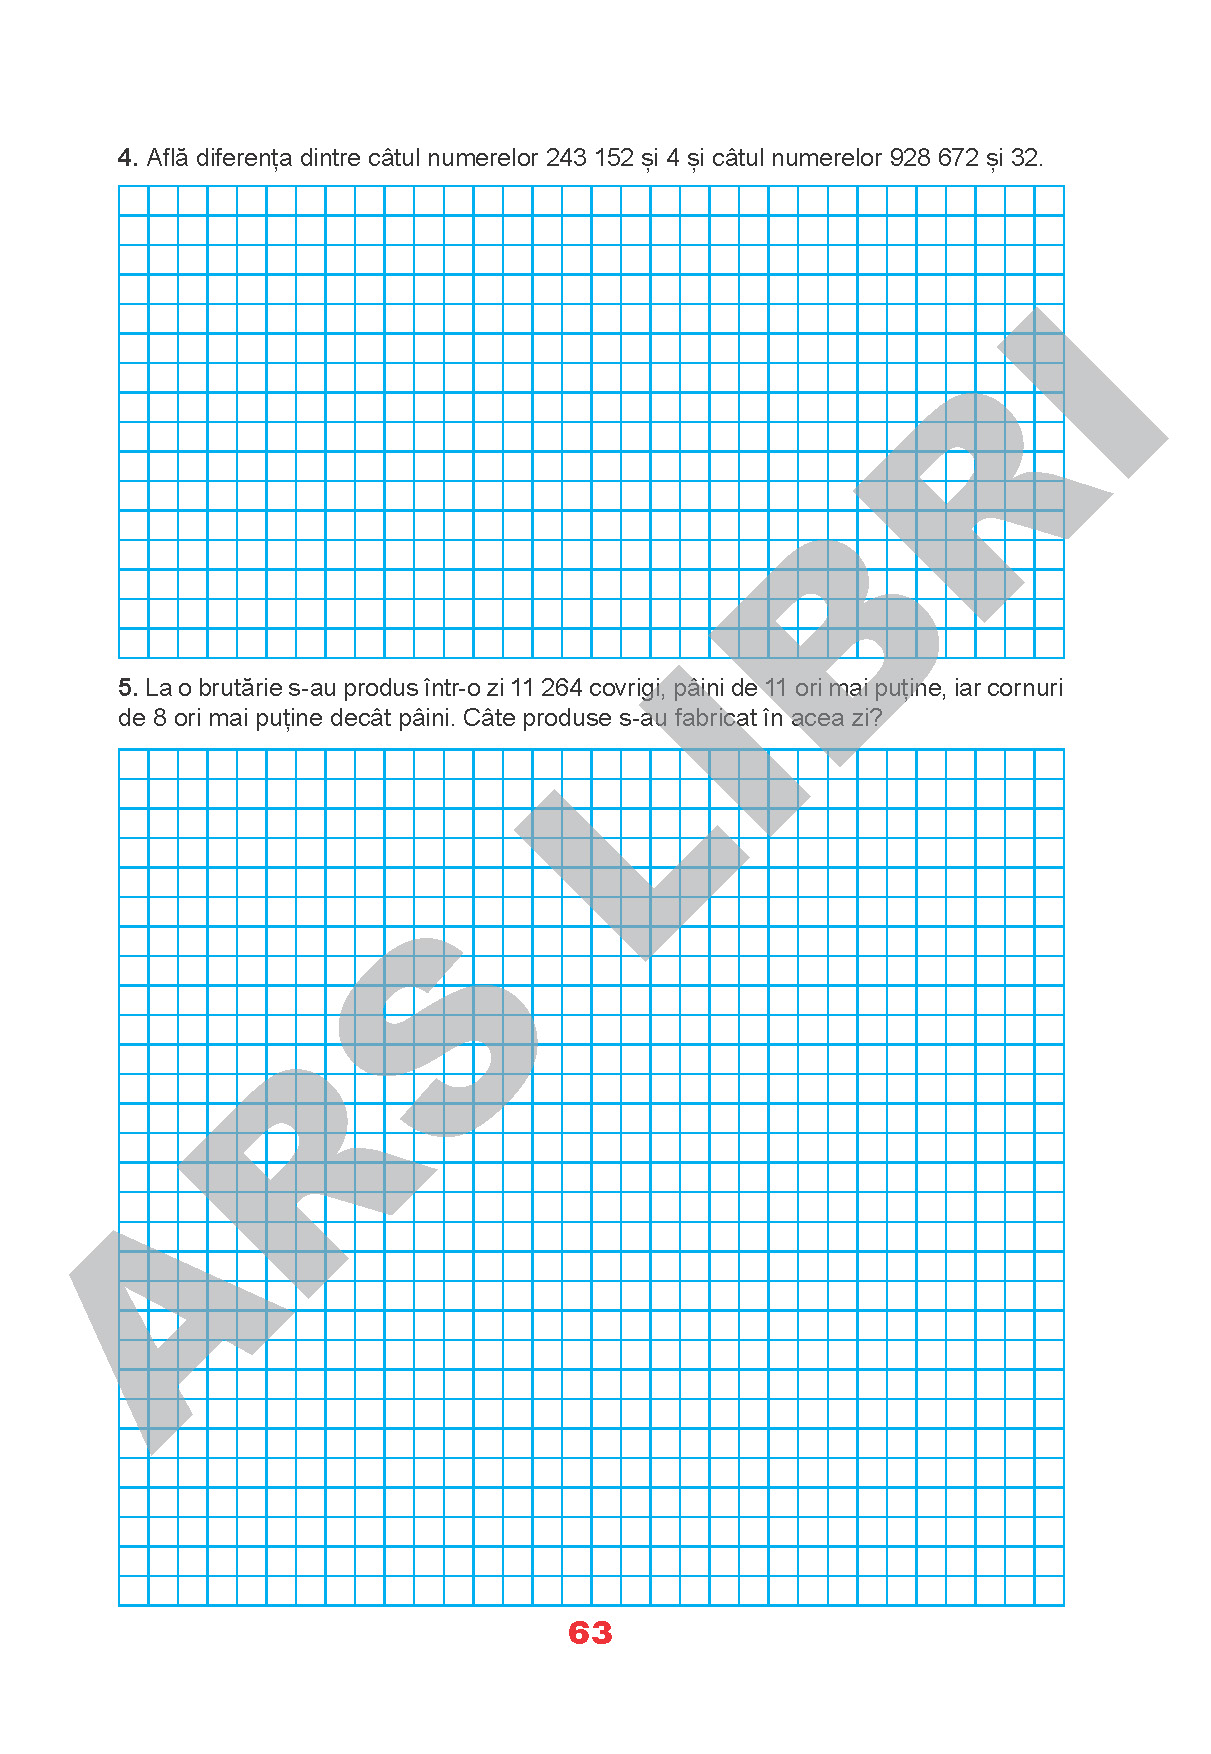 4. Află diferența dintre câtul numerelor 243 152 și 4 și câtul numerelor 928 672 și 32.
5. La o brutărie s-au produs într-o zi 11 264 covrigi, pâini de 11 ori mai puține, iar cornuri
de 8 ori mai puține decât pâini. Câte produse s-au fabricat în acea zi?
ARS LIBRI
63